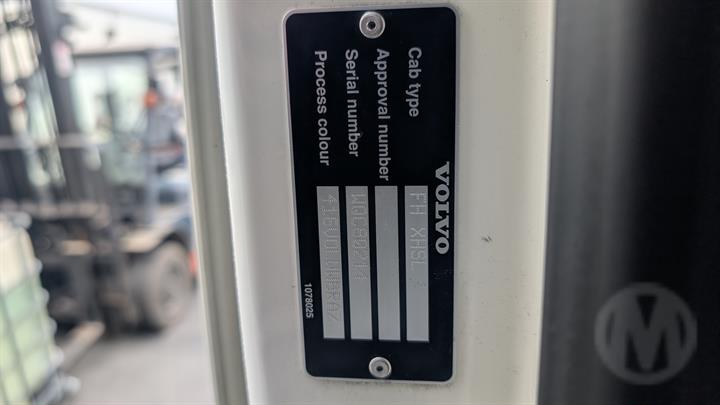 VOLVO
Cab type FH XHSL
Approval number
Serial number
Process colour
1078025
M